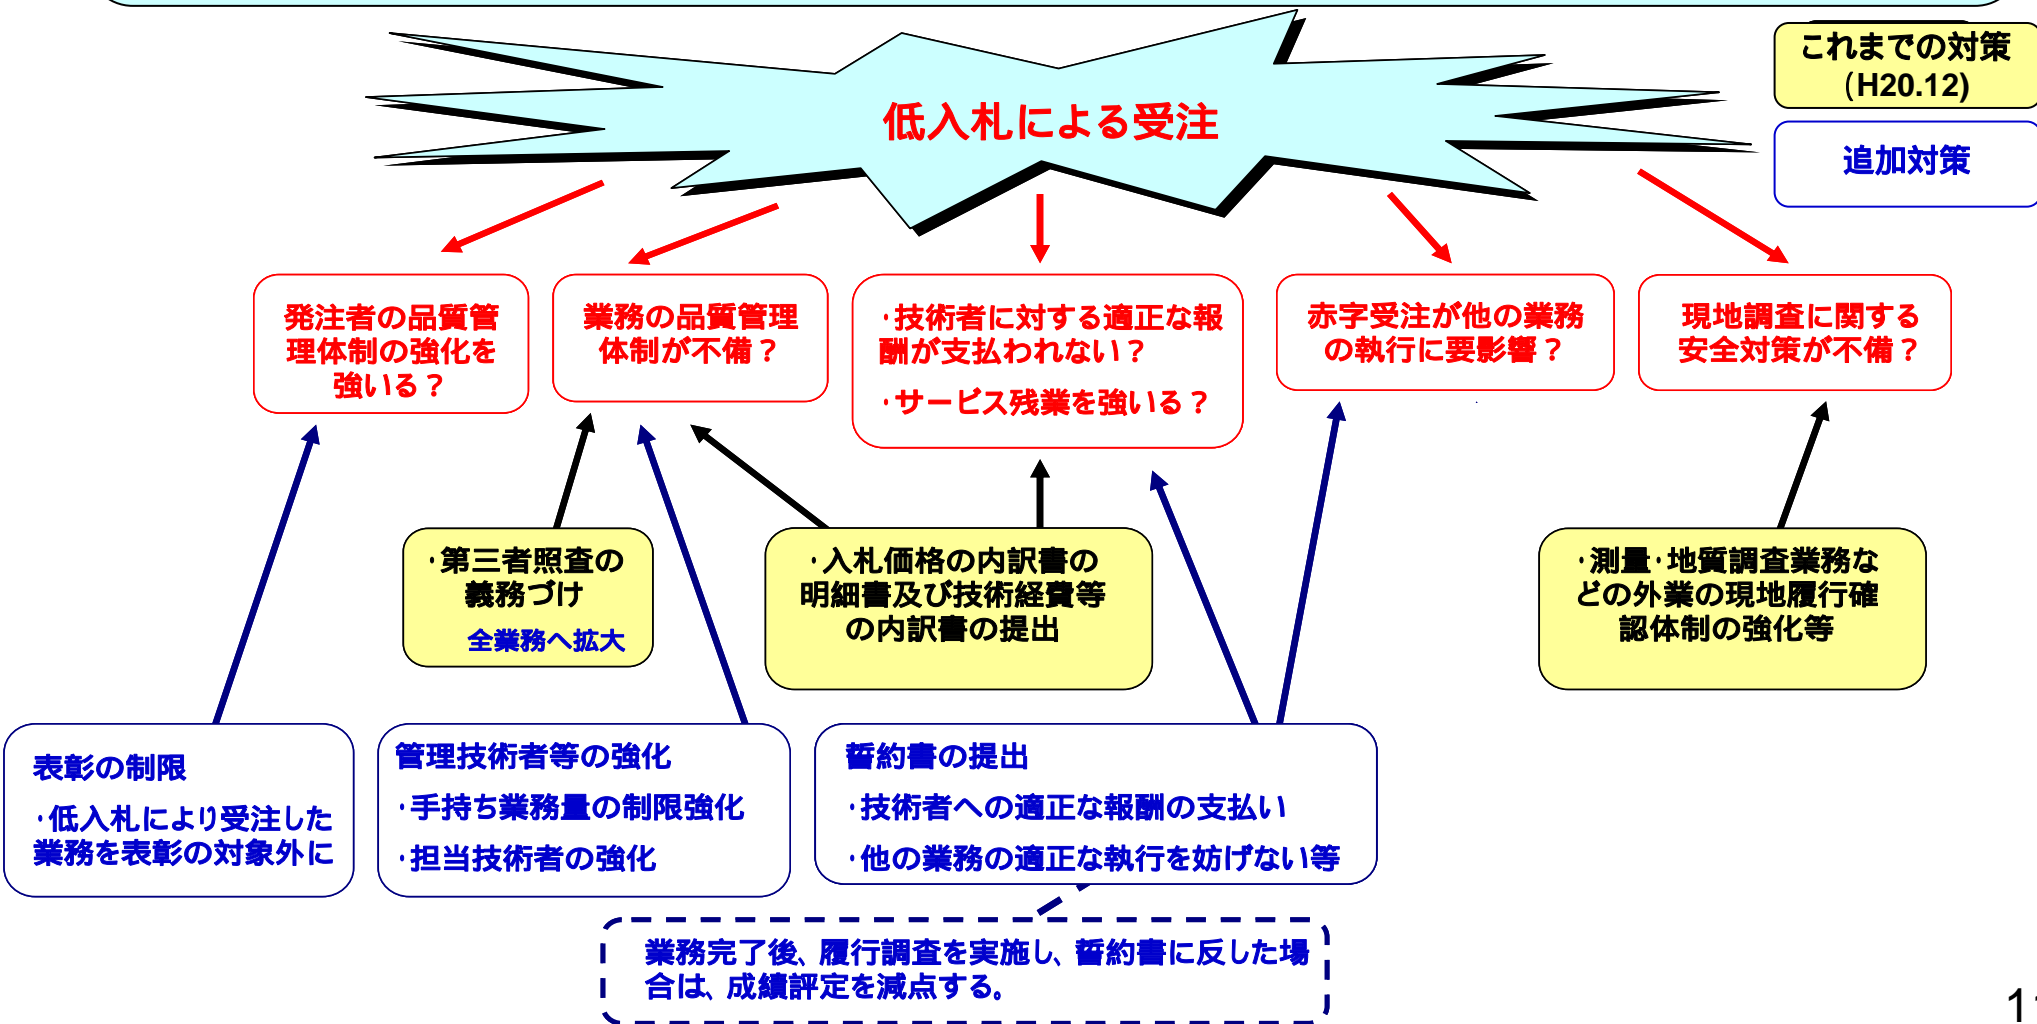 これまでの対策
(H20.12)
低入札による受注
追加対策
発注者の品質管
理体制の強化を
強いる？
業務の品質管理
体制が不備？
・技術者に対する適正な報
酬が支払われない？
・サービス残業を強いる？
赤字受注が他の業務
の執行に要影響？
現地調査に関する
安全対策が不備？
・第三者照査の
義務づけ
全業務へ拡大
・入札価格の内訳書の
明細書及び技術経費等
の内訳書の提出
・測量・地質調査業務な
どの外業の現地履行確
認体制の強化等
表彰の制限
・低入札により受注した
業務を表彰の対象外に
管理技術者等の強化
・手持ち業務量の制限強化
・担当技術者の強化
誓約書の提出
・技術者への適正な報酬の支払い
・他の業務の適正な執行を妨げない等
業務完了後、履行調査を実施し、誓約書に反した場
合は、成績評定を減点する。